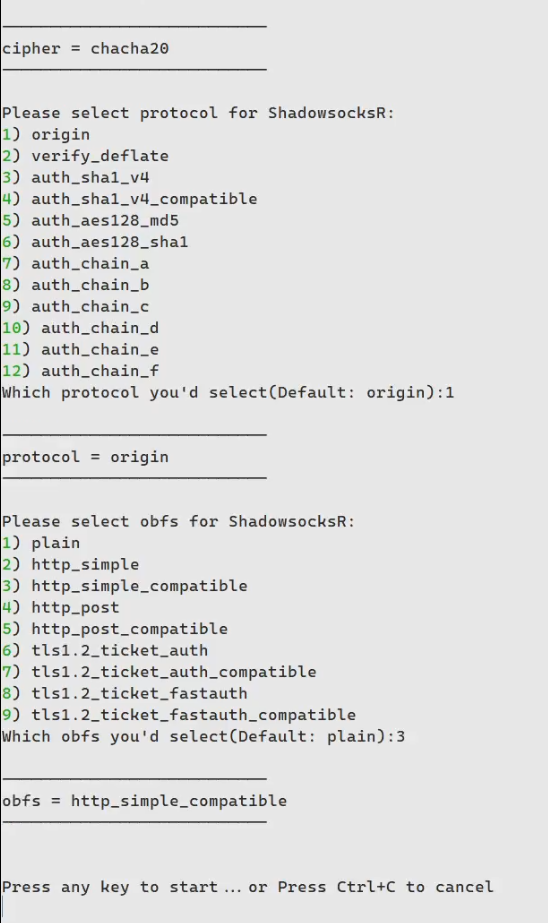 cipher = chacha20
Please select protocol for ShadowsocksR:
1) origin
2) verify_deflate
3) auth_sha1_v4
4) auth_sha1_v4_compatible
5) auth_aes128_md5
6) auth_aes128_sha1
7) auth_chain_a
8) auth_chain_b
9) auth_chain_c
10) auth_chain_d
11) auth_chain_e
12) auth_chain_f
Which protocol you'd select(Default: origin):1
protocol = origin
Please select obfs for ShadowsocksR:
1) plain
2) http_simple
3) http_simple_compatible
4) http_post
5) http_post_compatible
6) tls1.2_ticket_auth
7) tls1.2_ticket_auth_compatible
8) tls1.2_ticket_fastauth
9) tls1.2_ticket_fastauth_compatible
Which obfs you'd select(Default: plain):3
obfs = http_simple_compatible
Press any key to start...or Press Ctrl+C to cancel